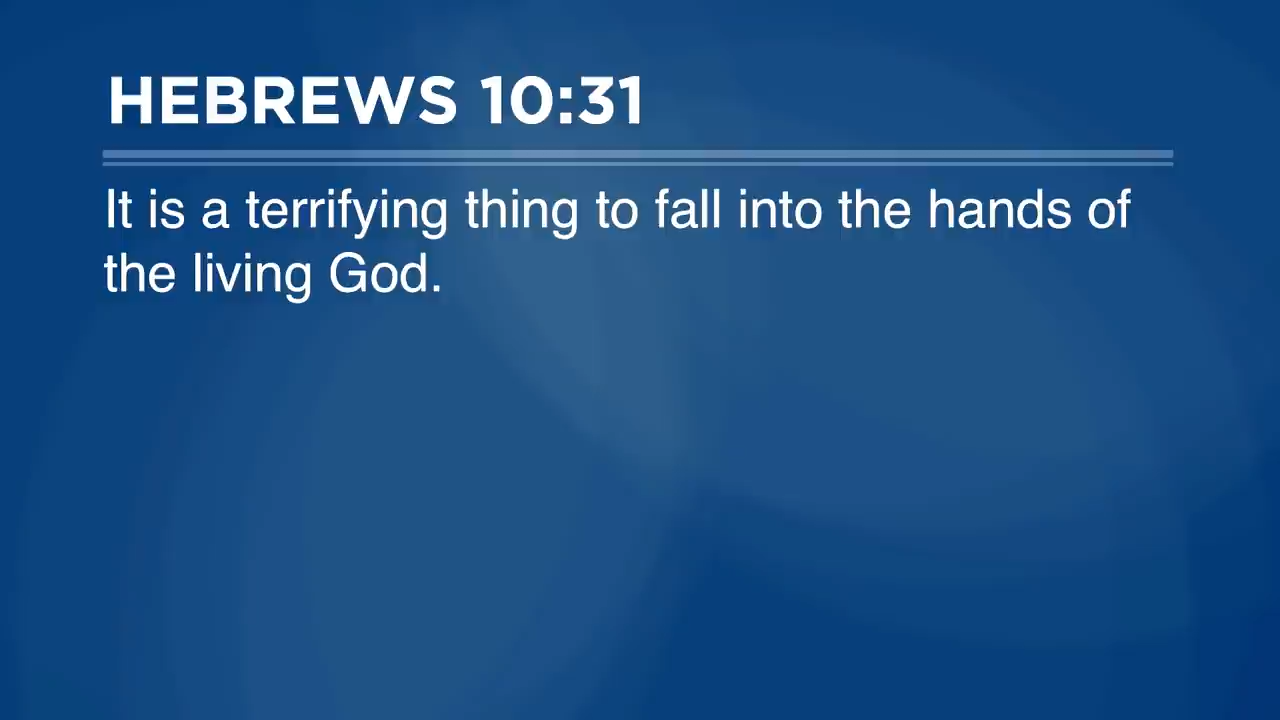 HEBREWS 10:31
It is a terrifying thing to fall into the hands of
the living God.